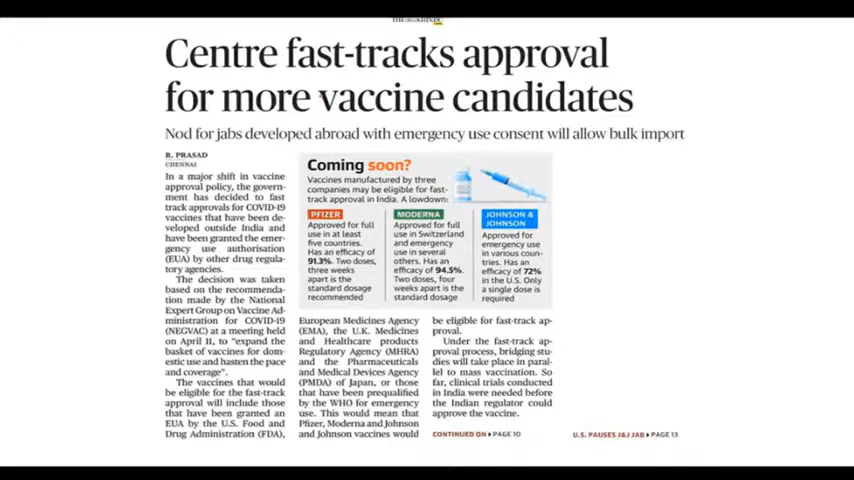 THE HINDU
Centre fast-tracks approval
for more vaccine candidates
Nod for jabs developed abroad with emergency use consent will allow bulk import
R. PRASAD
CHENNAI
In a major shift in vaccine
approval policy, the govern-
ment has decided to fast
track approvals for COVID-19
vaccines that have been de-
veloped outside India and
have been granted the emer-
gency use authorisation
(EUA) by other drug regula-
tory agencies.
The decision was taken
based on the recommenda-
tion made by the National
Expert Group on Vaccine Ad-
ministration for COVID-19
(NEGVAC) at a meeting held
on April 11, to “expand the
basket of vaccines for dom-
estic use and hasten the pace
and coverage”.
The vaccines that would
be eligible for the fast-track
approval will include those
that have been granted an
EUA by the U.S. Food and
Drug Administration (FDA),
Coming soon?
Vaccines manufactured by three
companies may be eligible for fast-
track approval in India. A lowdown:
PFIZER
Approved for full
use in at least
five countries.
Has an efficacy of
91.3%. Two doses,
three weeks
apart is the
standard dosage
recommended
MODERNA
Approved for full
use in Switzerland
and emergency
use in several
others. Has an
efficacy of 94.5%.
Two doses, four
weeks apart is the
standard dosage
JOHNSON &
JOHNSON
Approved for
emergency use
in various coun-
tries. Has an
efficacy of 72%
in the U.S. Only
a single dose is
required
European Medicines Agency
(EMA), the U.K. Medicines
and Healthcare products
Regulatory Agency (MHRA)
and the Pharmaceuticals
and Medical Devices Agency
(PMDA) of Japan, or those
that have been prequalified
by the WHO for emergency
use. This would mean that
Pfizer, Moderna and Johnson
and Johnson vaccines would
be eligible for fast-track ap-
proval.
Under the fast-track ap-
proval process, bridging stu-
dies will take place in paral-
lel to mass vaccination. So
far, clinical trials conducted
in India were needed before
the Indian regulator could
approve the vaccine.
CONTINUED ON ▸ PAGE 10
U.S. PAUSES J&J JAB ▸ PAGE 13